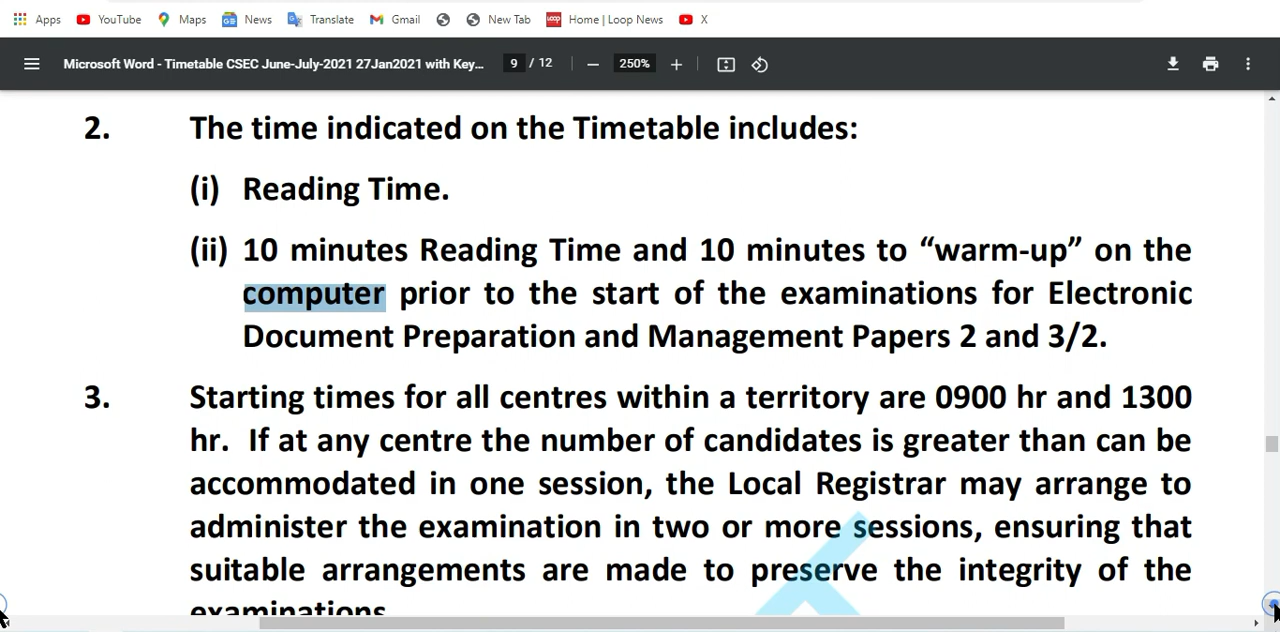 Apps YouTube Maps News Translate Gmail New Tab Home | Loop News X
Microsoft Word - Timetable CSEC June-July-2021 27Jan2021 with Key... 9 / 12 — 250% +
2. The time indicated on the Timetable includes:
(i) Reading Time.
(ii) 10 minutes Reading Time and 10 minutes to “warm-up” on the
computer prior to the start of the examinations for Electronic
Document Preparation and Management Papers 2 and 3/2.
3. Starting times for all centres within a territory are 0900 hr and 1300
hr. If at any centre the number of candidates is greater than can be
accommodated in one session, the Local Registrar may arrange to
administer the examination in two or more sessions, ensuring that
suitable arrangements are made to preserve the integrity of the
examinations.